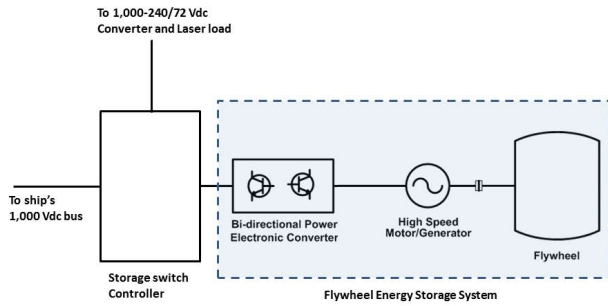 To 1,000-240/72 Vdc
Converter and Laser load
To ship's
1,000 Vdc bus
Bi-directional Power
Electronic Converter
High Speed
Motor/Generator
Flywheel
Storage switch
Controller
Flywheel Energy Storage System